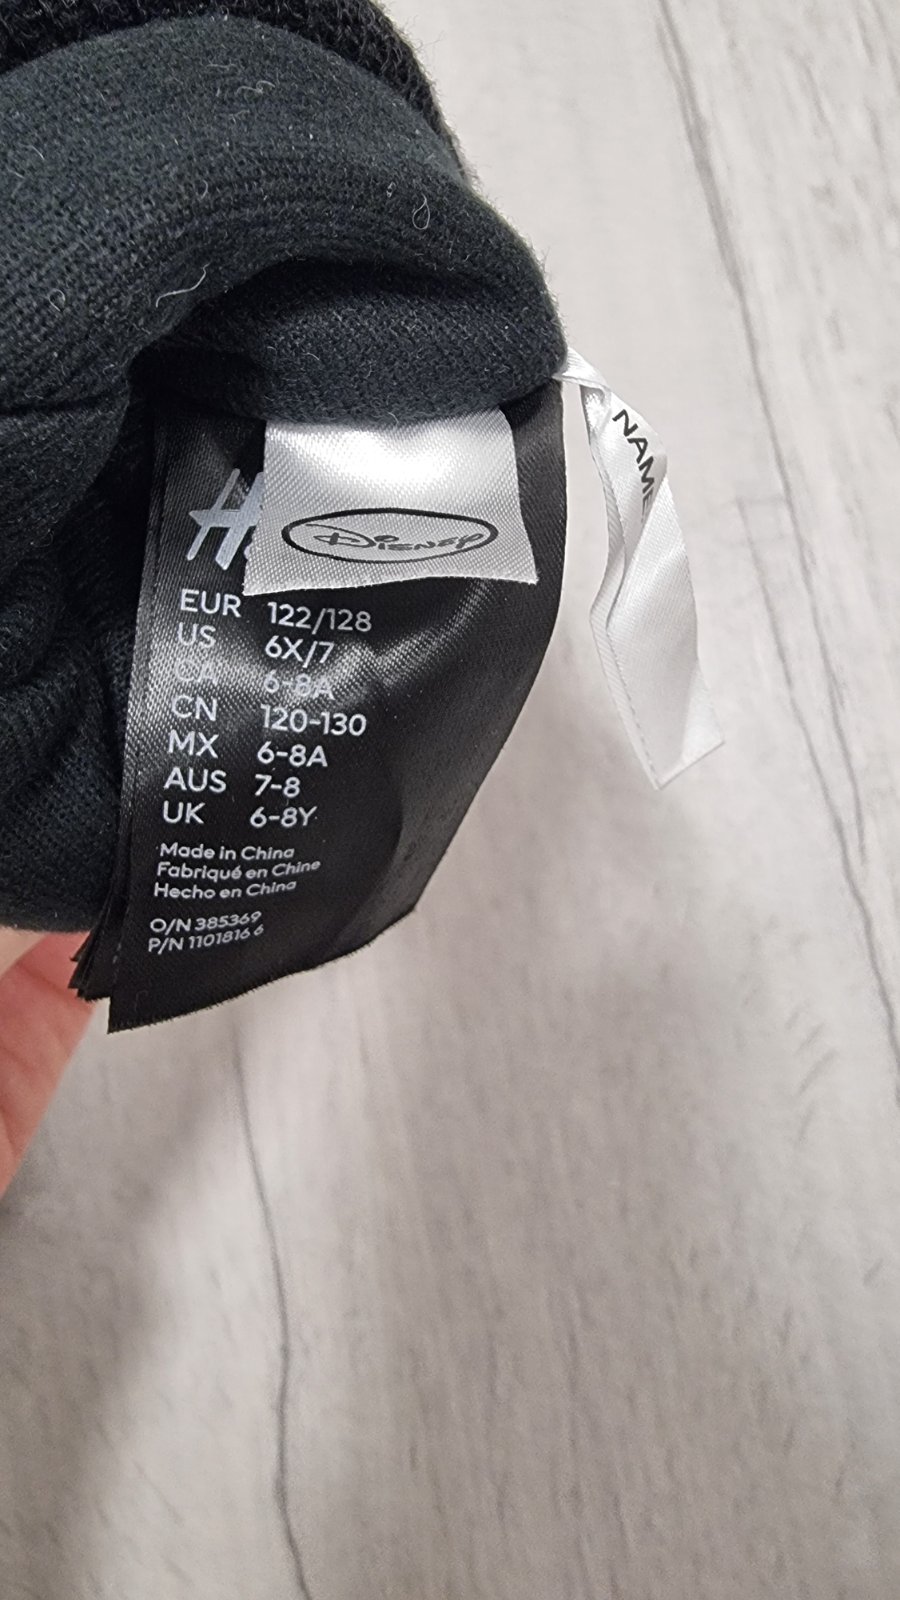 H
Disney
NAME
EUR 122/128
US 6X/7
CA 6-8A
CN 120-130
MX 6-8A
AUS 7-8
UK 6-8Y
Made in China
Fabriqué en Chine
Hecho en China
O/N 385369
P/N 1101816 6